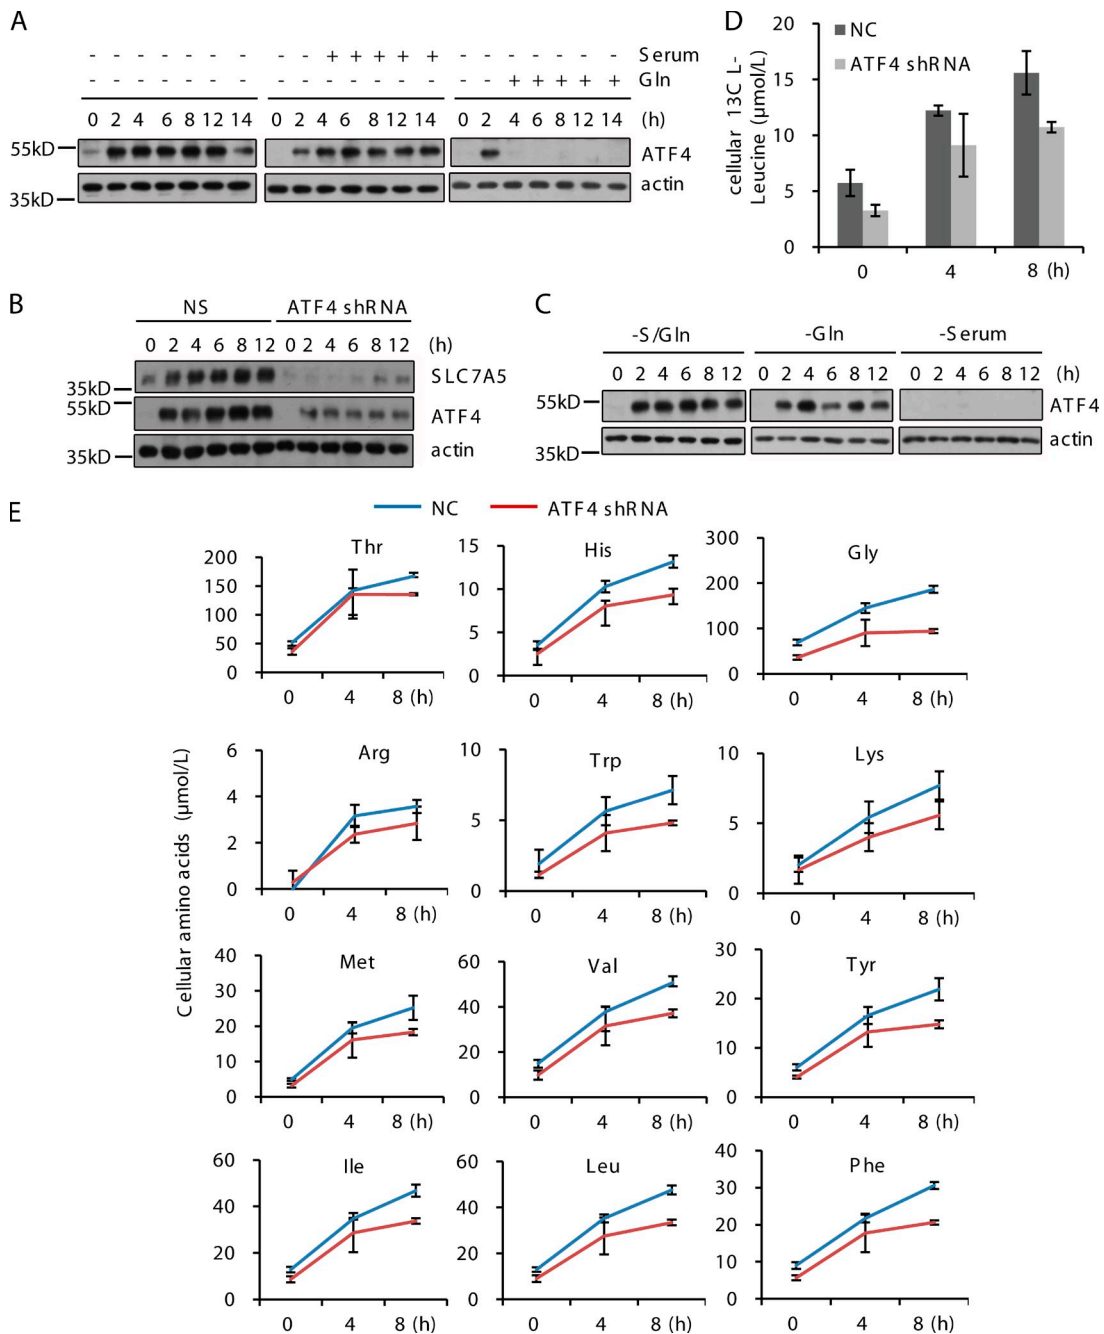 A
- - - - - - - - - + + + + + - - - - - - - Serum
- - - - - - - - - - - - - - - - + + + + + Gln
0 2 4 6 8 12 14 0 2 4 6 8 12 14 0 2 4 6 8 12 14 (h)
55kD ATF4
35kD actin
D
cellular 13C L-
Leucine (μmol/L)
NC
ATF4 shRNA
20
15
10
5
0
0 4 8 (h)
B
NS ATF4 shRNA
0 2 4 6 8 12 0 2 4 6 8 12 (h)
35kD SLC7A5
55kD ATF4
35kD actin
C
-S/Gln -Gln -Serum
0 2 4 6 8 12 0 2 4 6 8 12 0 2 4 6 8 12 (h)
55kD ATF4
35kD actin
E
NC ATF4 shRNA
Cellular amino acids (μmol/L)
Thr
200
150
100
50
0
0 4 8 (h)
His
15
10
5
0
0 4 8 (h)
Gly
300
200
100
0
0 4 8 (h)
Arg
6
4
2
0
0 4 8 (h)
Trp
10
5
0
0 4 8 (h)
Lys
10
5
0
0 4 8 (h)
Met
40
30
20
10
0
0 4 8 (h)
Val
60
40
20
0
0 4 8 (h)
Tyr
30
20
10
0
0 4 8 (h)
Ile
60
40
20
0
0 4 8 (h)
Leu
60
40
20
0
0 4 8 (h)
Phe
40
30
20
10
0
0 4 8 (h)